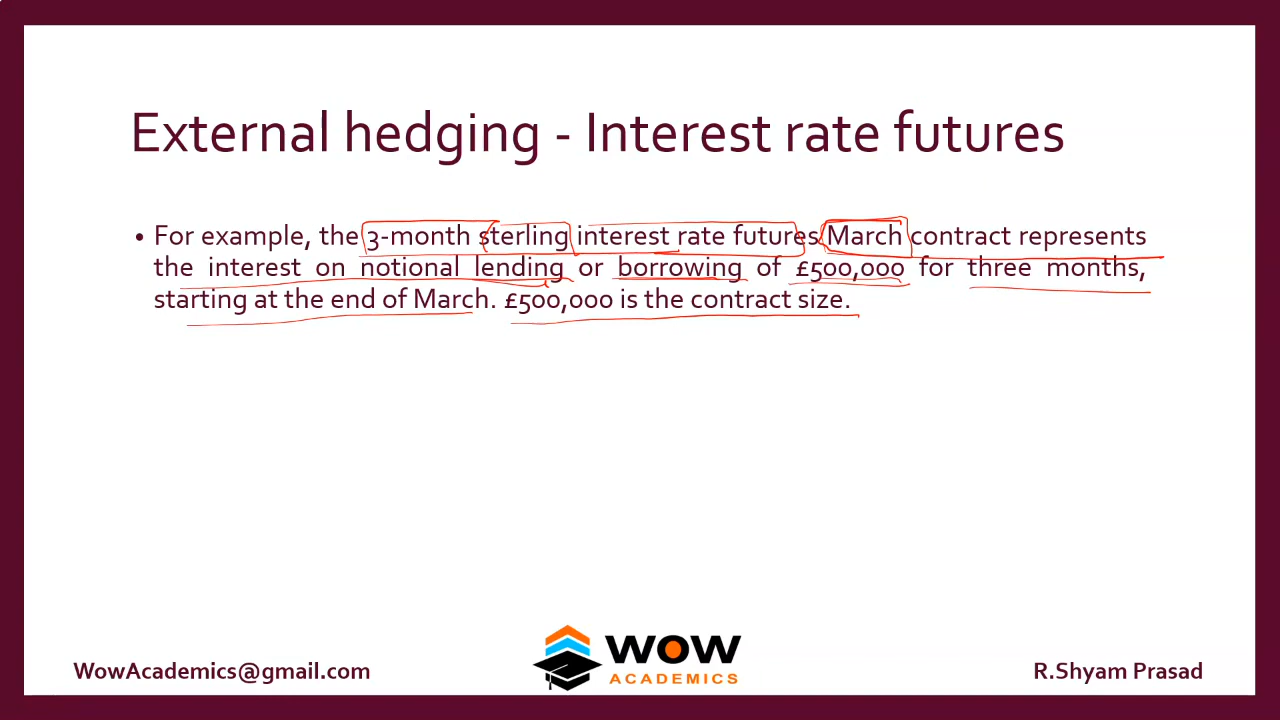 External hedging - Interest rate futures
• For example, the 3-month sterling interest rate futures March contract represents
the interest on notional lending or borrowing of £500,000 for three months,
starting at the end of March. £500,000 is the contract size.
WowAcademics@gmail.com
WOW
ACADEMICS
R.Shyam Prasad